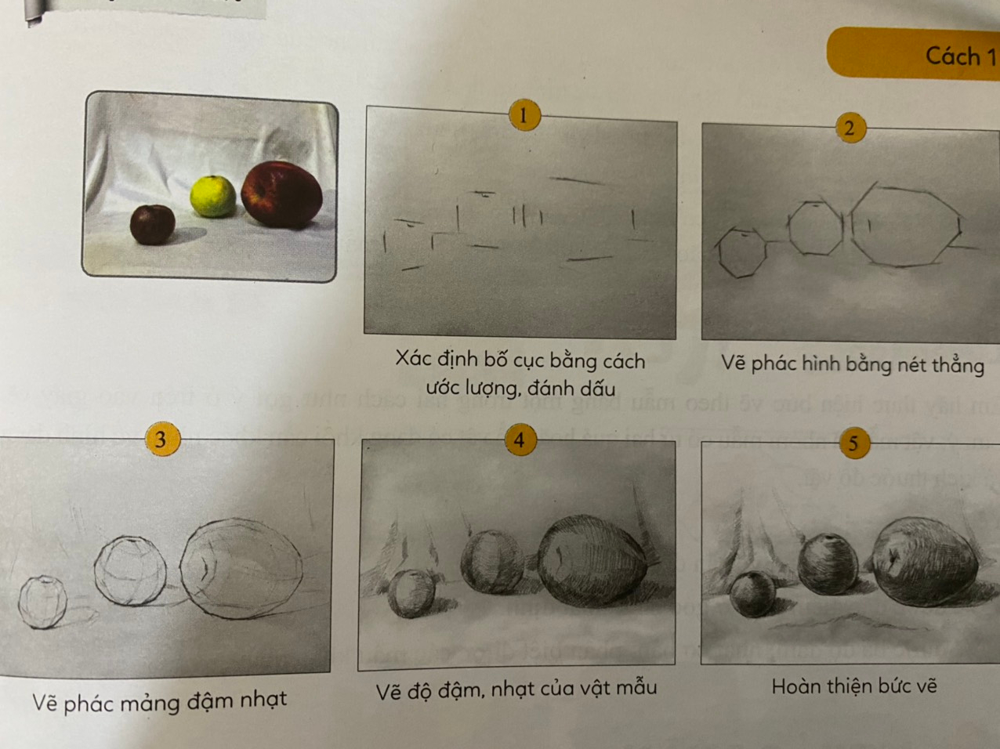 Cách 1
1
2
Xác định bố cục bằng cách
ước lượng, đánh dấu
Vẽ phác hình bằng nét thẳng
3
4
5
Vẽ phác mảng đậm nhạt
Vẽ độ đậm, nhạt của vật mẫu
Hoàn thiện bức vẽ